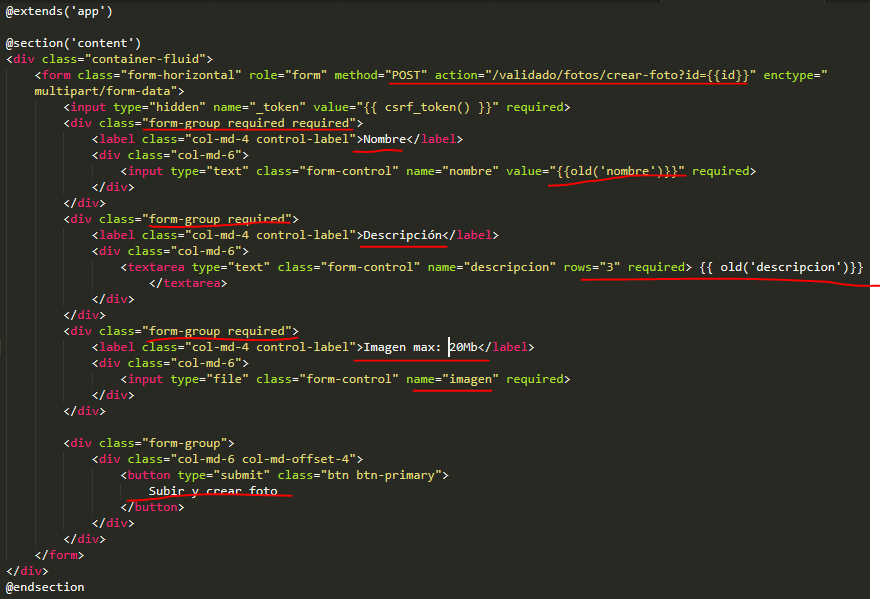 @extends('app')
@section('content')
<div class="container-fluid">
<form class="form-horizontal" role="form" method="POST" action="/validado/fotos/crear-foto?id={{id}}" enctype="
multipart/form-data">
<input type="hidden" name="_token" value="{{ csrf_token() }}" required>
<div class="form-group required required">
<label class="col-md-4 control-label">Nombre</label>
<div class="col-md-6">
<input type="text" class="form-control" name="nombre" value="{{old('nombre')}}" required>
</div>
</div>
<div class="form-group required">
<label class="col-md-4 control-label">Descripción</label>
<div class="col-md-6">
<textarea type="text" class="form-control" name="descripcion" rows="3" required> {{ old('descripcion')}}
</textarea>
</div>
</div>
<div class="form-group required">
<label class="col-md-4 control-label">Imagen max: 20Mb</label>
<div class="col-md-6">
<input type="file" class="form-control" name="imagen" required>
</div>
</div>
<div class="form-group">
<div class="col-md-6 col-md-offset-4">
<button type="submit" class="btn btn-primary">
Subir y crear foto
</button>
</div>
</div>
</form>
</div>
@endsection